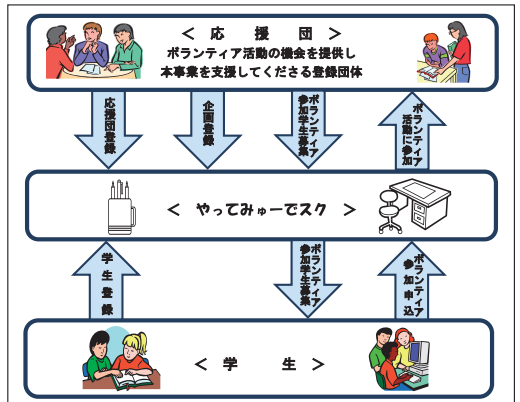 ＜ 応 援 団 ＞
ボランティア活動の機会を提供し
本事業を支援してくださる登録団体
応援団登録
企画登録
ボランティア
参加学生募集
ボランティア
活動に参加
＜ やってみゅーでスク ＞
学生登録
ボランティア
参加学生募集
ボランティア
参加申込
＜ 学 生 ＞